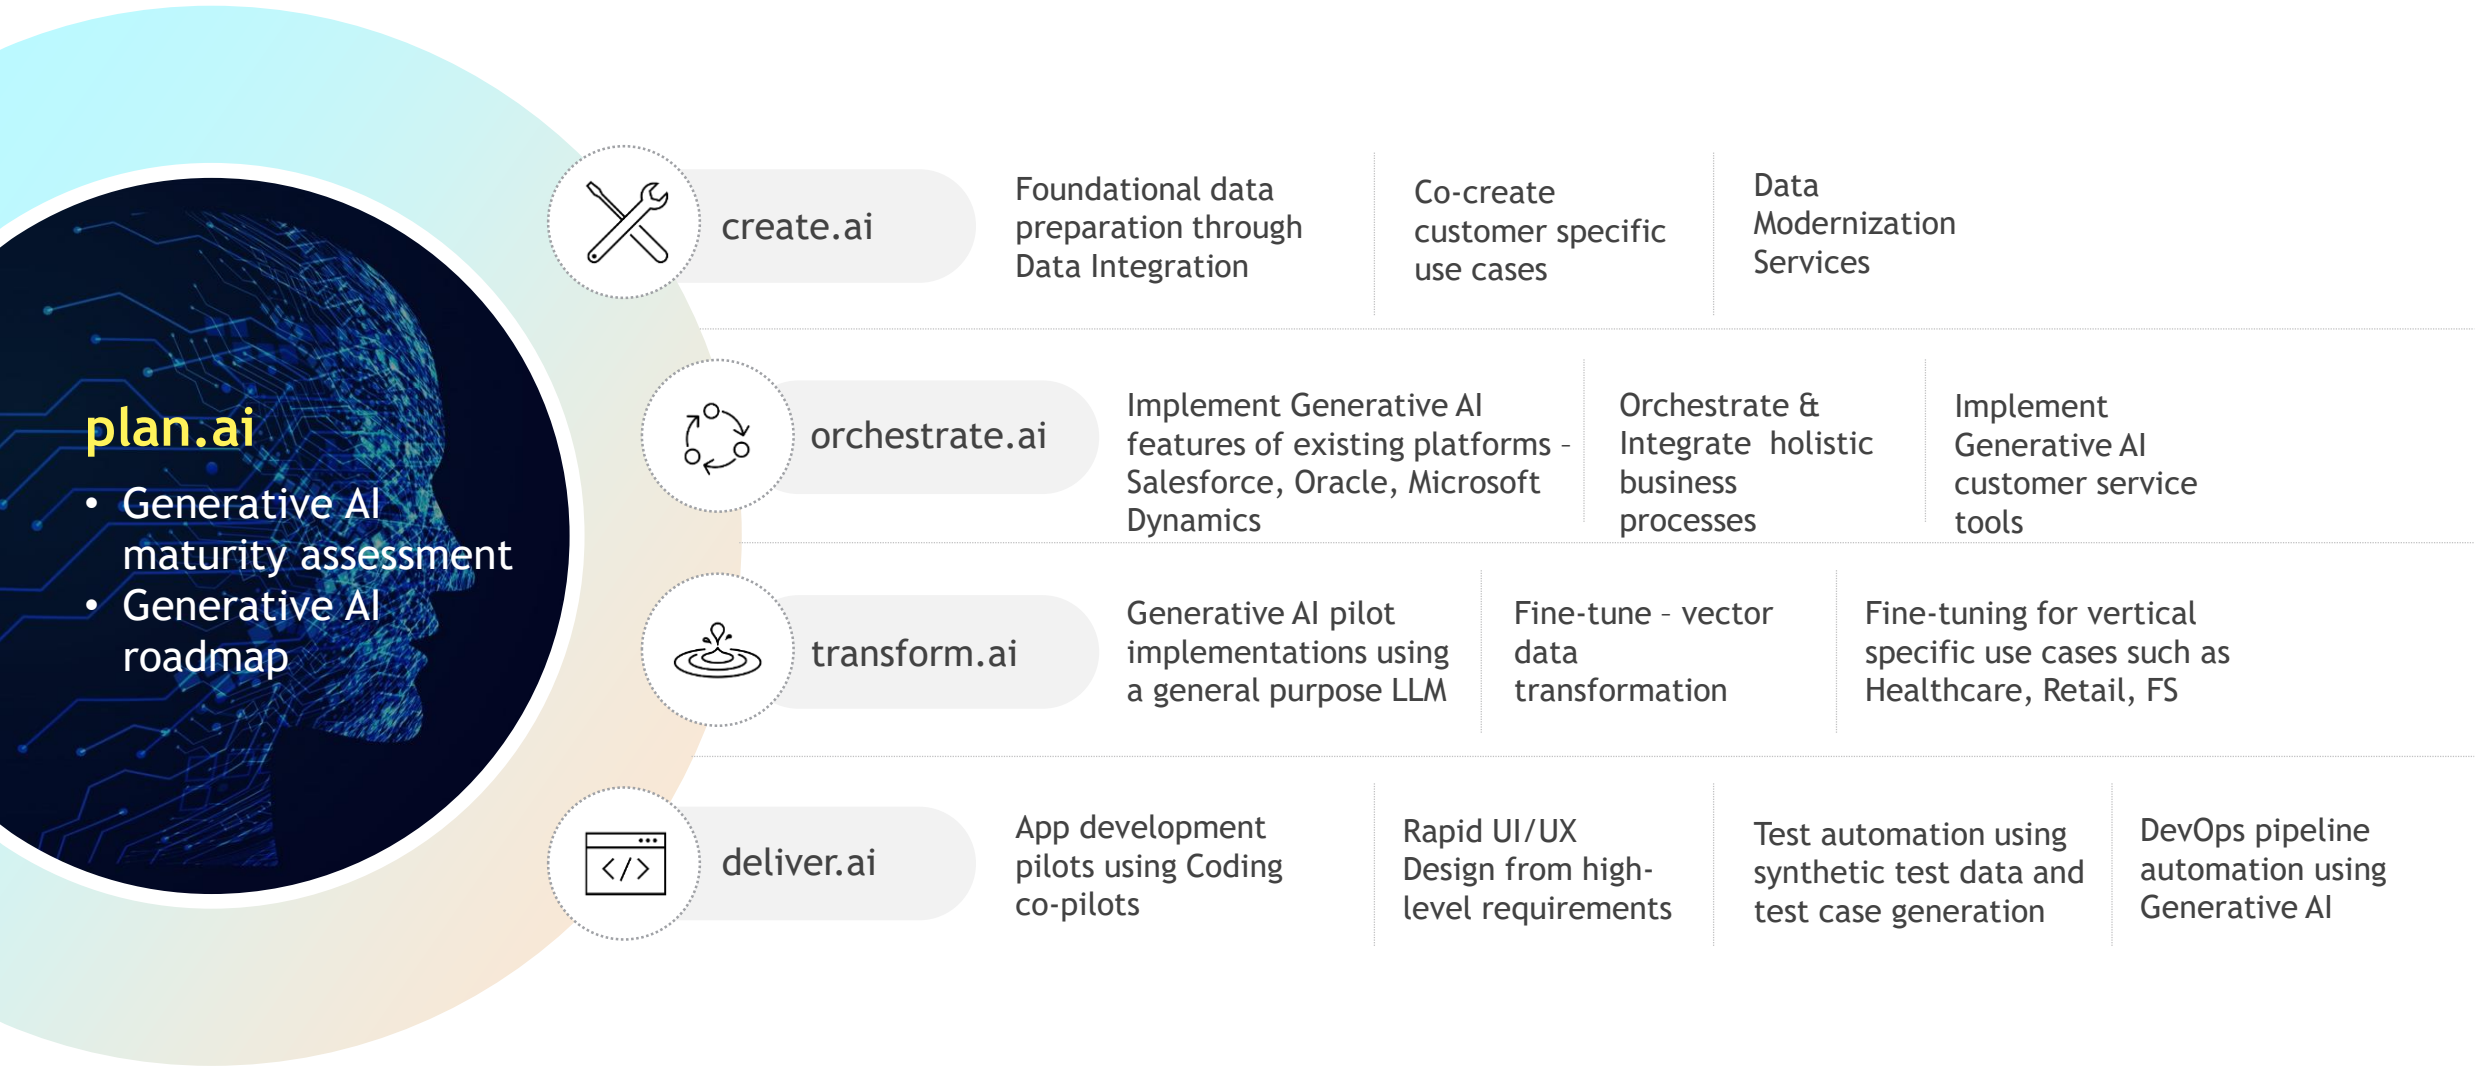 plan.ai
• Generative AI
maturity assessment
• Generative AI
roadmap
create.ai
Foundational data
preparation through
Data Integration
Co-create
customer specific
use cases
Data
Modernization
Services
orchestrate.ai
Implement Generative AI
features of existing platforms –
Salesforce, Oracle, Microsoft
Dynamics
Orchestrate &
Integrate  holistic
business
processes
Implement
Generative AI
customer service
tools
transform.ai
Generative AI pilot
implementations using
a general purpose LLM
Fine-tune – vector
data
transformation
Fine-tuning for vertical
specific use cases such as
Healthcare, Retail, FS
deliver.ai
App development
pilots using Coding
co-pilots
Rapid UI/UX
Design from high-
level requirements
Test automation using
synthetic test data and
test case generation
DevOps pipeline
automation using
Generative AI